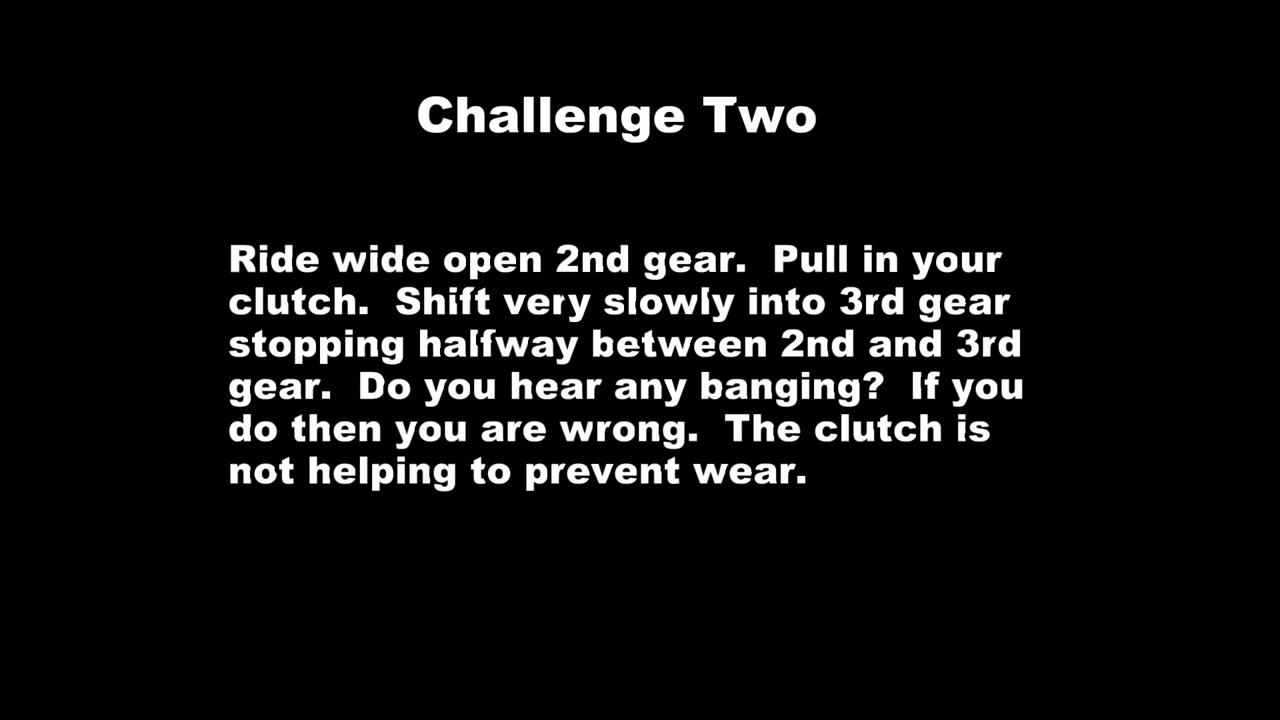 Challenge Two
Ride wide open 2nd gear.  Pull in your
clutch.  Shift very slowly into 3rd gear
stopping halfway between 2nd and 3rd
gear.  Do you hear any banging?  If you
do then you are wrong.  The clutch is
not helping to prevent wear.